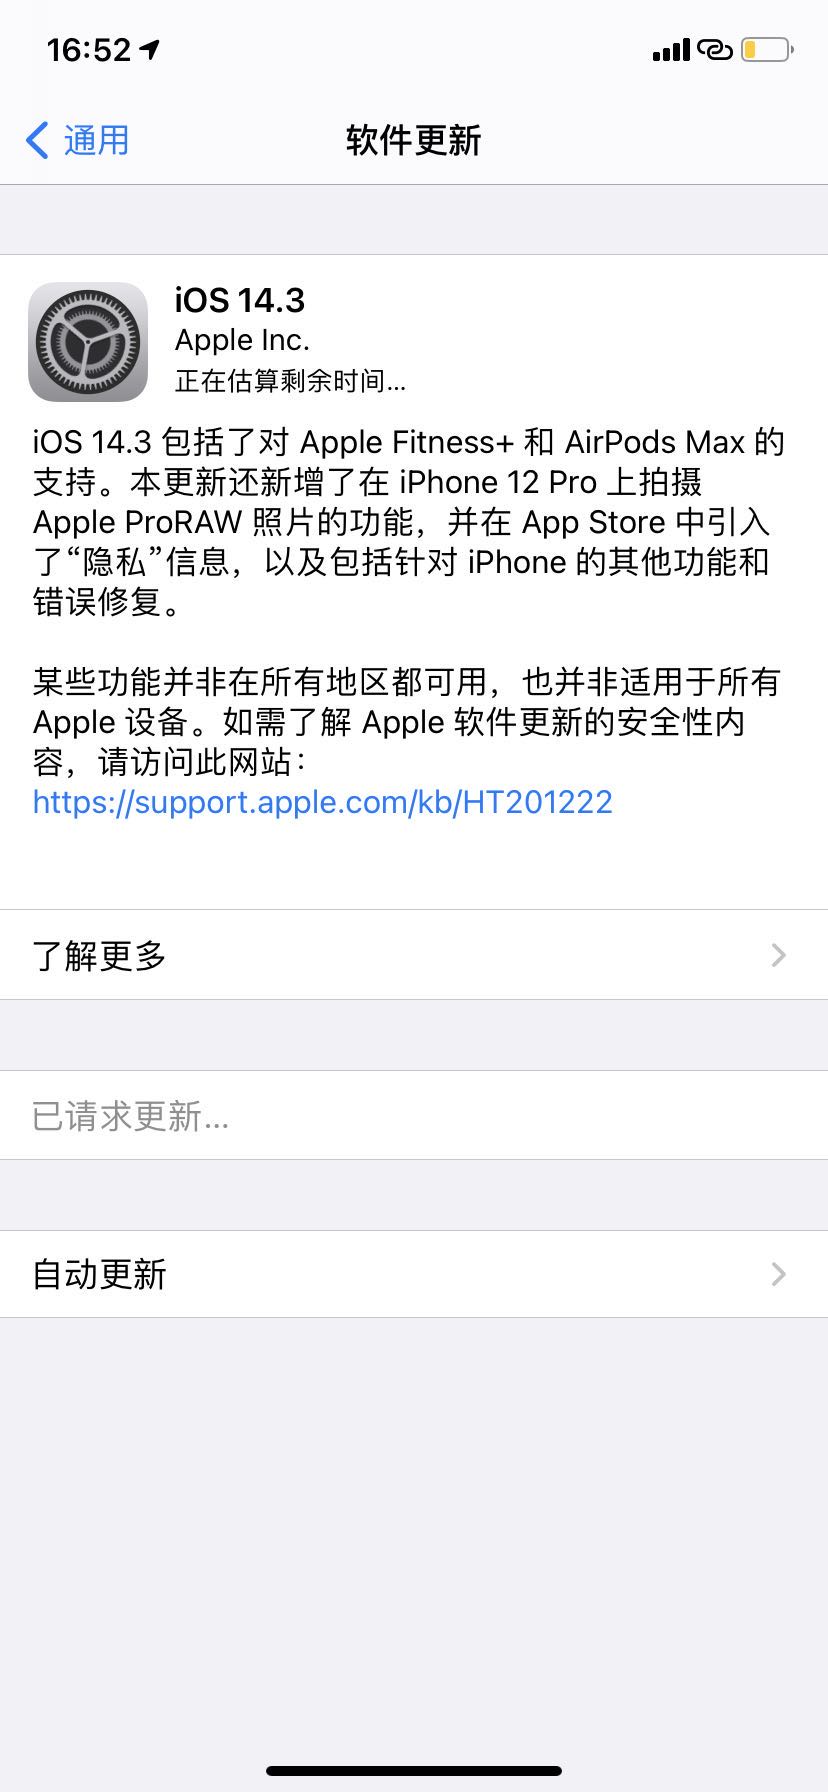 16:52
通用
软件更新
iOS 14.3
Apple Inc.
正在估算剩余时间...
iOS 14.3 包括了对 Apple Fitness+ 和 AirPods Max 的
支持。本更新还新增了在 iPhone 12 Pro 上拍摄
Apple ProRAW 照片的功能，并在 App Store 中引入
了“隐私”信息，以及包括针对 iPhone 的其他功能和
错误修复。
某些功能并非在所有地区都可用，也并非适用于所有
Apple 设备。如需了解 Apple 软件更新的安全性内
容，请访问此网站：
https://support.apple.com/kb/HT201222
了解更多
已请求更新...
自动更新